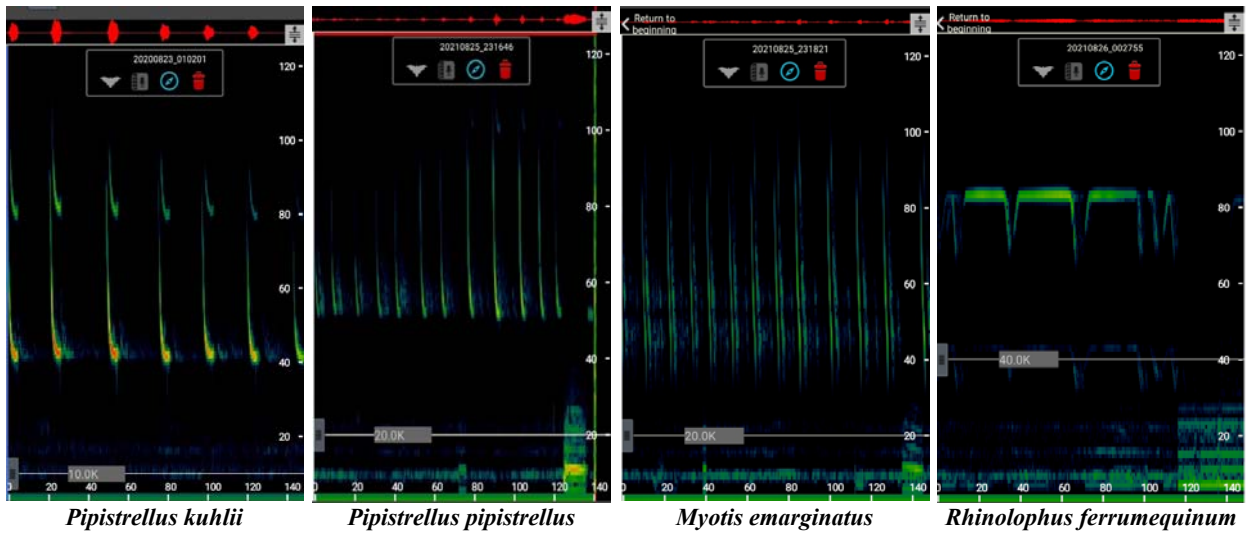 20200823_010201
120 -
100 -
80 -
60 -
40 -
20 -
10.0K
0 20 40 60 80 100 120 140
Pipistrellus kuhlii
20210825_231646
120 -
100 -
80 -
60 -
40 -
20 -
20.0K
0 20 40 60 80 100 120 140
Pipistrellus pipistrellus
Return to
beginning
20210825_231821
120 -
100 -
80 -
60 -
40 -
20 -
20.0K
0 20 40 60 80 100 120 140
Myotis emarginatus
Return to
beginning
20210826_002755
120 -
100 -
80 -
60 -
40 -
20 -
40.0K
0 20 40 60 80 100 120 140
Rhinolophus ferrumequinum